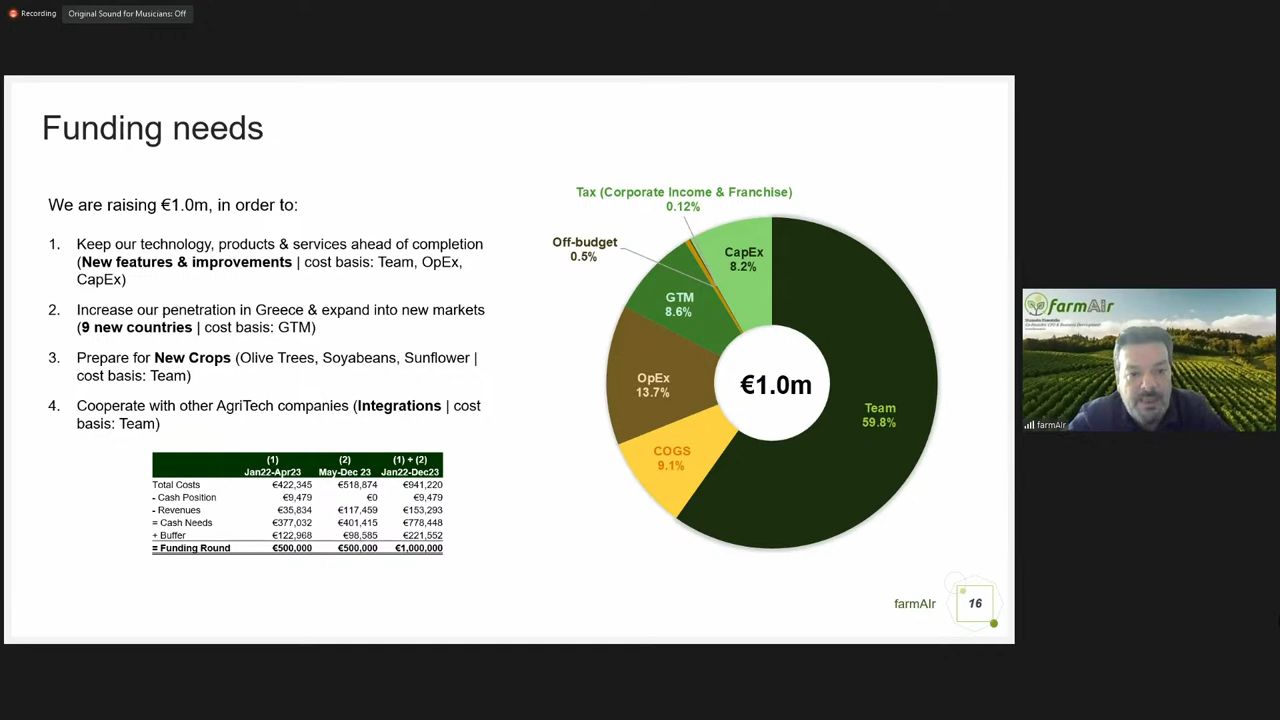 Recording
Original Sound for Musicians: Off
Funding needs
We are raising €1.0m, in order to:
1. Keep our technology, products & services ahead of completion
(New features & improvements | cost basis: Team, OpEx,
CapEx)
2. Increase our penetration in Greece & expand into new markets
(9 new countries | cost basis: GTM)
3. Prepare for New Crops (Olive Trees, Soyabeans, Sunflower |
cost basis: Team)
4. Cooperate with other AgriTech companies (Integrations | cost
basis: Team)
(1) (2) (1) + (2)
Jan22-Apr23 May-Dec 23 Jan22-Dec23
Total Costs €422,345 €518,874 €941,220
- Cash Position €9,479 €0 €9,479
- Revenues €35,834 €117,459 €153,293
= Cash Needs €377,032 €401,415 €778,448
+ Buffer €122,968 €98,585 €221,552
= Funding Round €500,000 €500,000 €1,000,000
Tax (Corporate Income & Franchise)
0.12%
Off-budget
0.5%
CapEx
8.2%
GTM
8.6%
OpEx
13.7%
COGS
9.1%
Team
59.8%
€1.0m
farmAIr
16
farmAIr
farmAIr